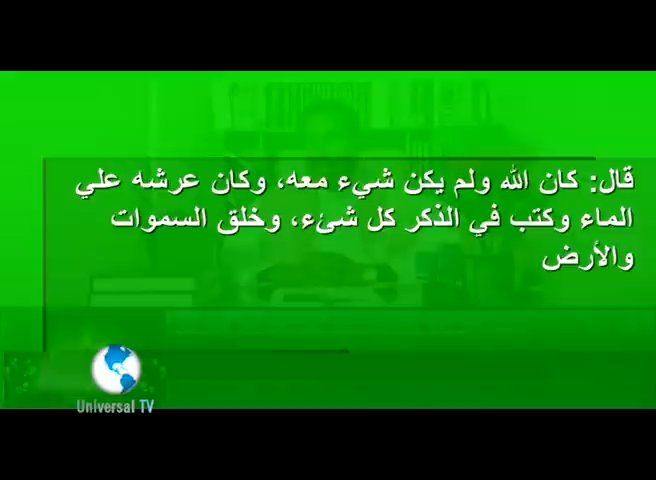 قال: كان الله ولم يكن شيء معه، وكان عرشه علي
الماء وكتب في الذكر كل شئء، وخلق السموات
والأرض
Universal TV